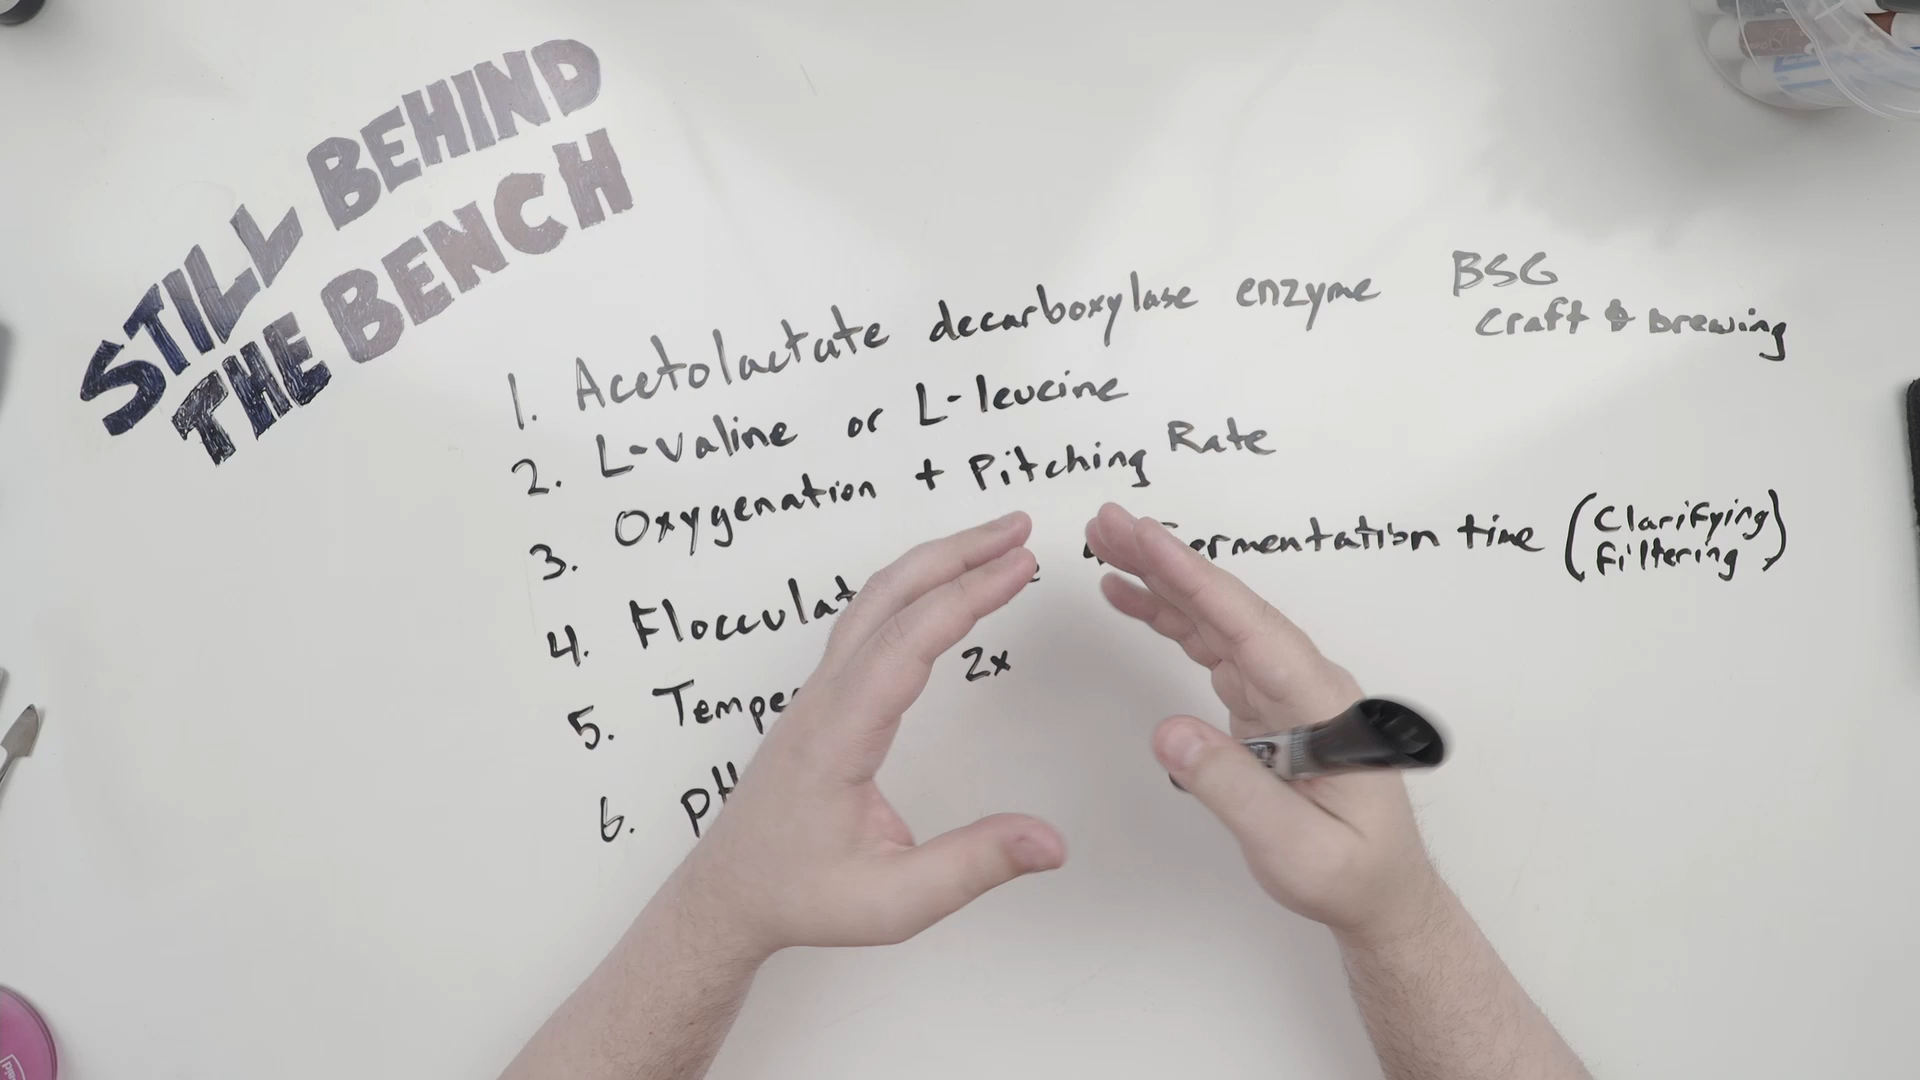 STILL BEHIND
THE BENCH
1. Acetolactate decarboxylase enzyme BSG
Craft & brewing
2. L-valine or L-leucine
3. Oxygenation + Pitching Rate
4. fermentation time (Clarifying
Filtering)
5. 2x
6. pH